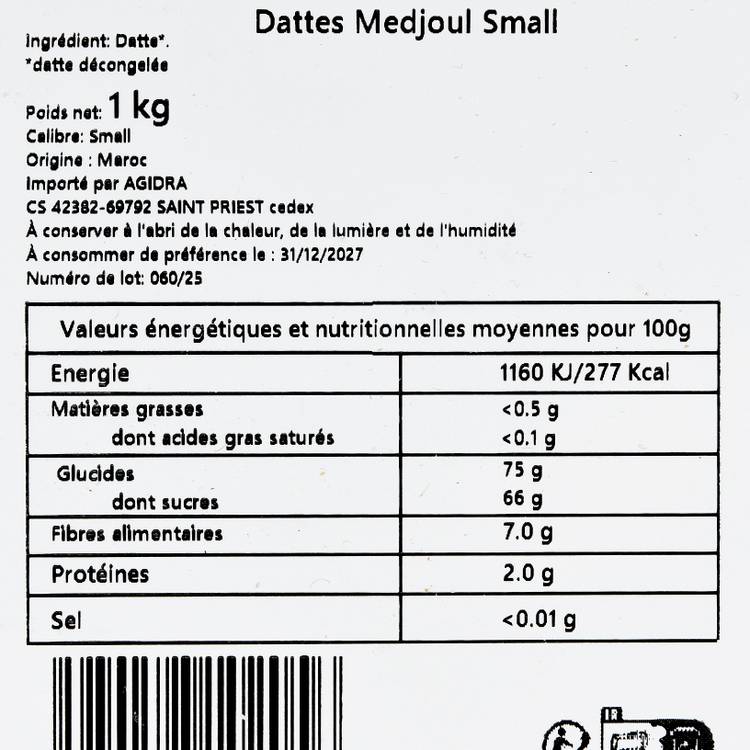 Dattes Medjoul Small
Ingrédient: Datte*.
*datte décongelée
Poids net: 1 kg
Calibre: Small
Origine : Maroc
Importé par AGIDRA
CS 42382-69792 SAINT PRIEST cedex
À conserver à l'abri de la chaleur, de la lumière et de l'humidité
À consommer de préférence le : 31/12/2027
Numéro de lot: 060/25
Valeurs énergétiques et nutritionnelles moyennes pour 100g
Energie 1160 KJ/277 Kcal
Matières grasses <0.5 g
dont acides gras saturés <0.1 g
Glucides 75 g
dont sucres 66 g
Fibres alimentaires 7.0 g
Protéines 2.0 g
Sel <0.01 g